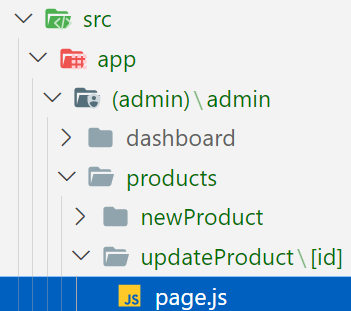 src
app
(admin)\admin
dashboard
products
newProduct
updateProduct\[id]
JS page.js